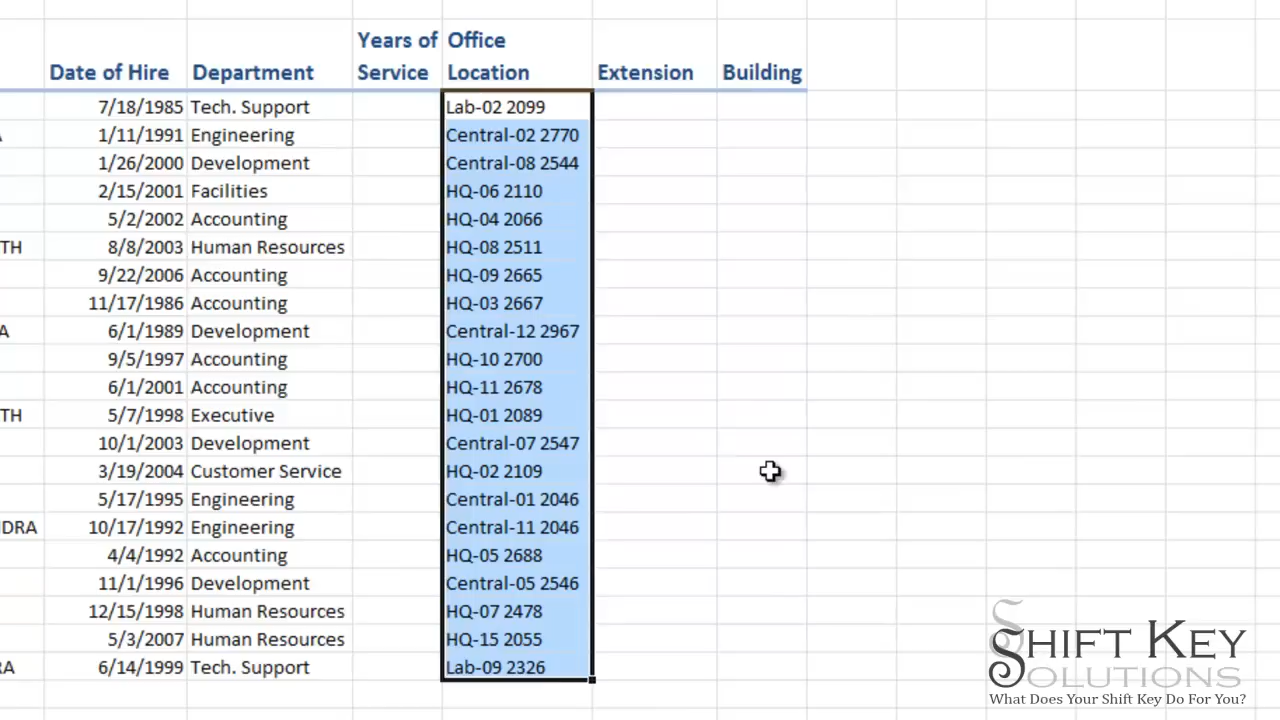 Years of Office
Date of Hire Department Service Location Extension Building
7/18/1985 Tech. Support Lab-02 2099
A 1/11/1991 Engineering Central-02 2770
1/26/2000 Development Central-08 2544
2/15/2001 Facilities HQ-06 2110
5/2/2002 Accounting HQ-04 2066
TH 8/8/2003 Human Resources HQ-08 2511
9/22/2006 Accounting HQ-09 2665
11/17/1986 Accounting HQ-03 2667
A 6/1/1989 Development Central-12 2967
9/5/1997 Accounting HQ-10 2700
6/1/2001 Accounting HQ-11 2678
TH 5/7/1998 Executive HQ-01 2089
10/1/2003 Development Central-07 2547
3/19/2004 Customer Service HQ-02 2109
5/17/1995 Engineering Central-01 2046
NDRA 10/17/1992 Engineering Central-11 2046
4/4/1992 Accounting HQ-05 2688
11/1/1996 Development Central-05 2546
12/15/1998 Human Resources HQ-07 2478
5/3/2007 Human Resources HQ-15 2055
RA 6/14/1999 Tech. Support Lab-09 2326
SHIFT KEY
SOLUTIONS
What Does Your Shift Key Do For You?